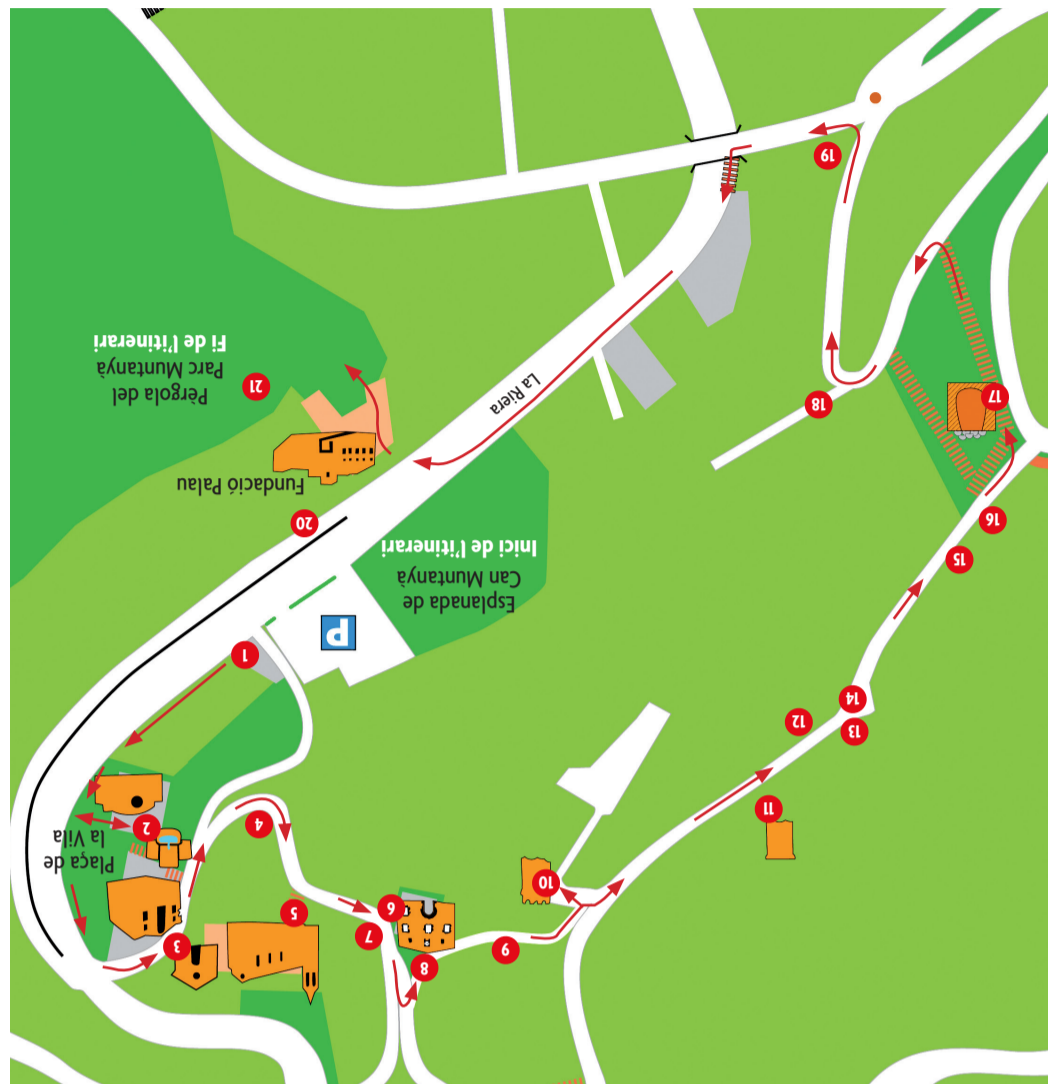 8
9
3
7
5
6
10
Plaça de
la Vila
2
4
11
13
12
14
1
P
Esplanada de
Can Muntanyà
Inici de l'itinerari
15
20
16
Fundació Palau
18
17
La Riera
21
Pèrgola del
Parc Muntanyà
Fi de l'itinerari
19